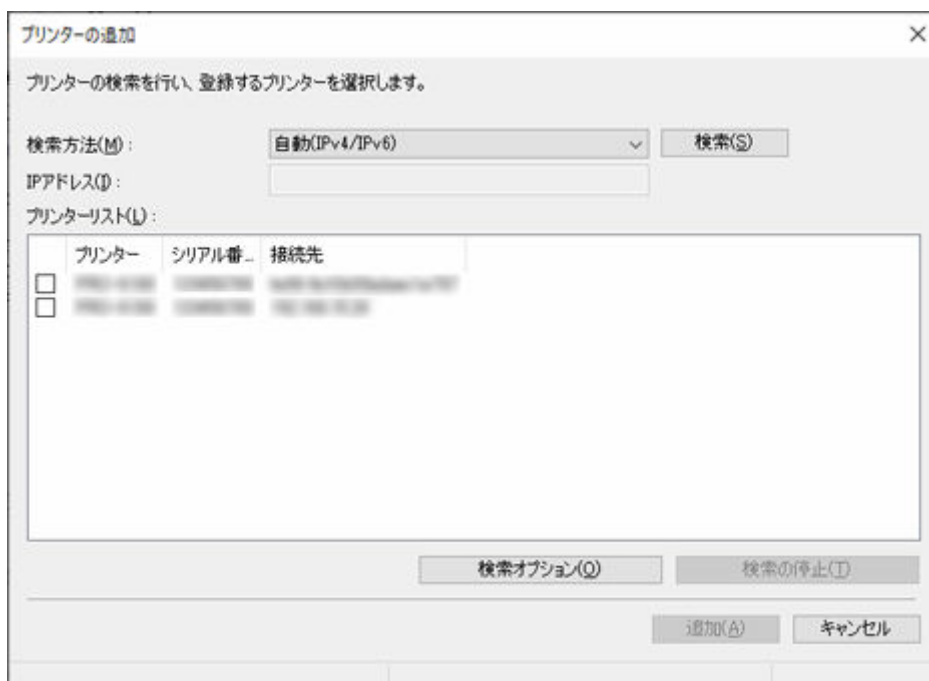 プリンターの追加
プリンターの検索を行い、登録するプリンターを選択します。
検索方法(M): 自動(IPv4/IPv6) 検索(S)
IPアドレス(I):
プリンターリスト(L):
プリンター シリアル番... 接続先
検索オプション(O) 検索の停止(T)
追加(A) キャンセル